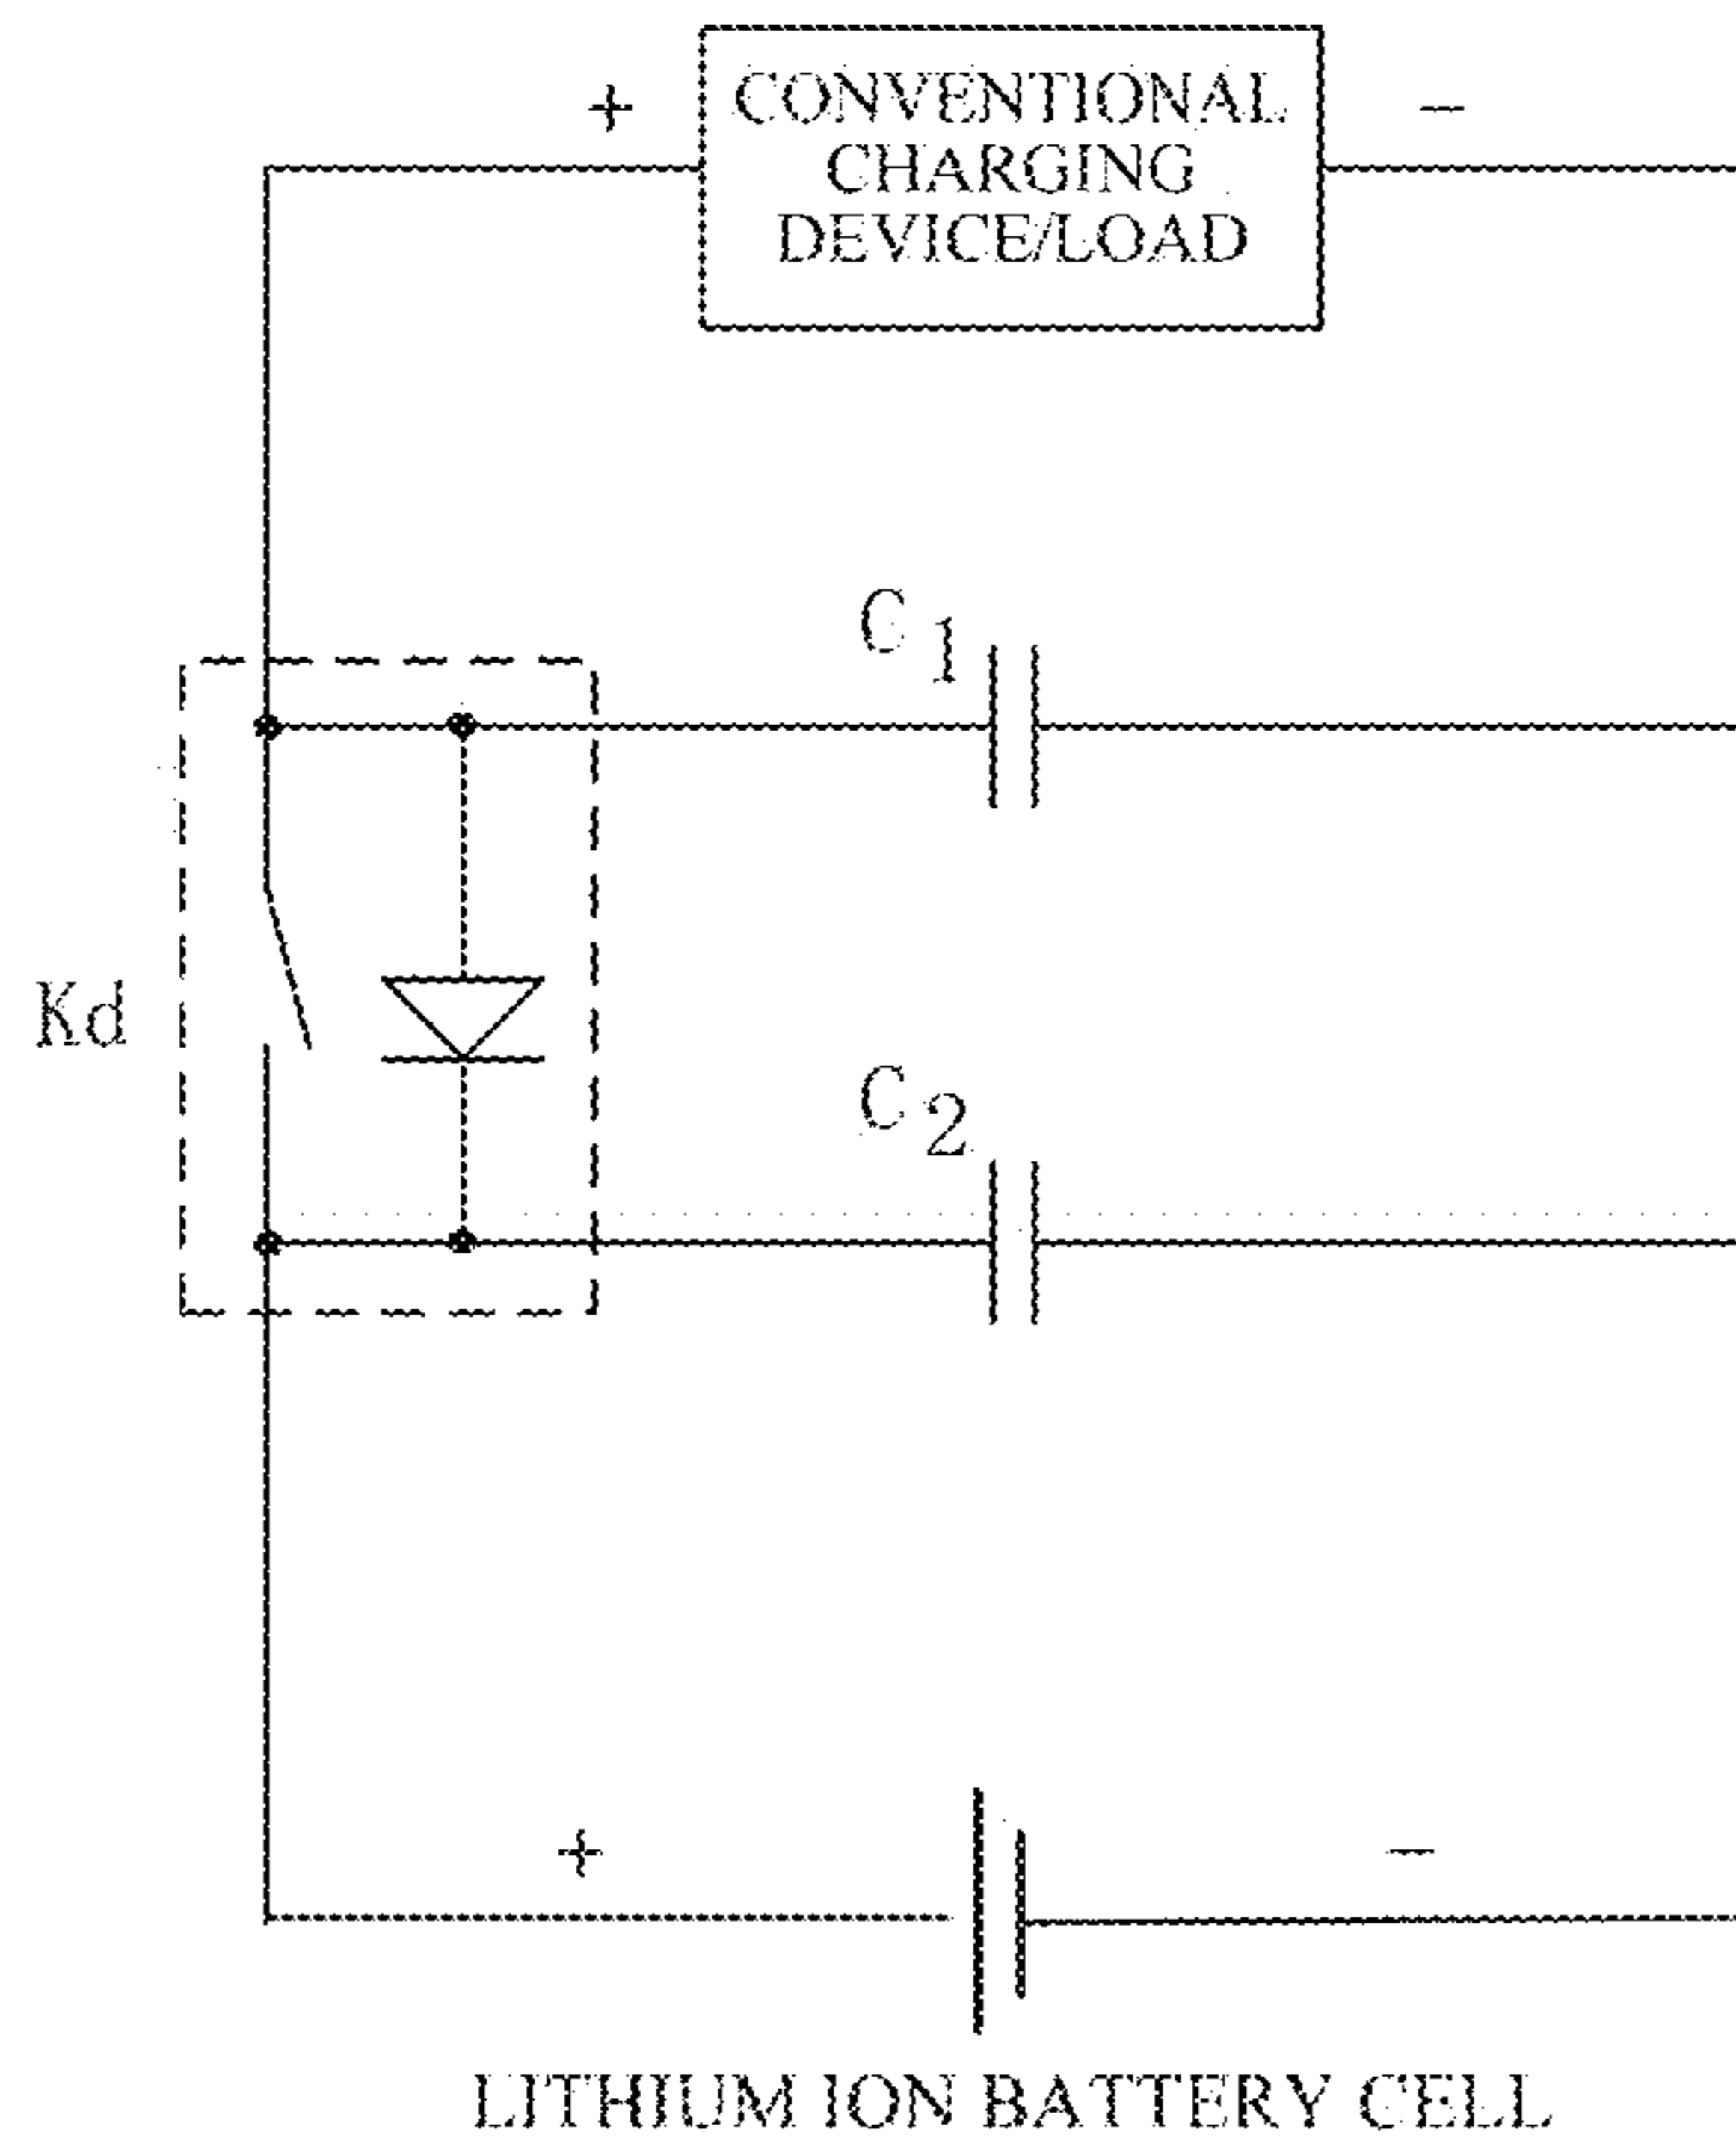 +
CONVENTIONAL
CHARGING
DEVICE/LOAD
−
C1
Kd
C2
+
−
LITHIUM ION BATTERY CELL